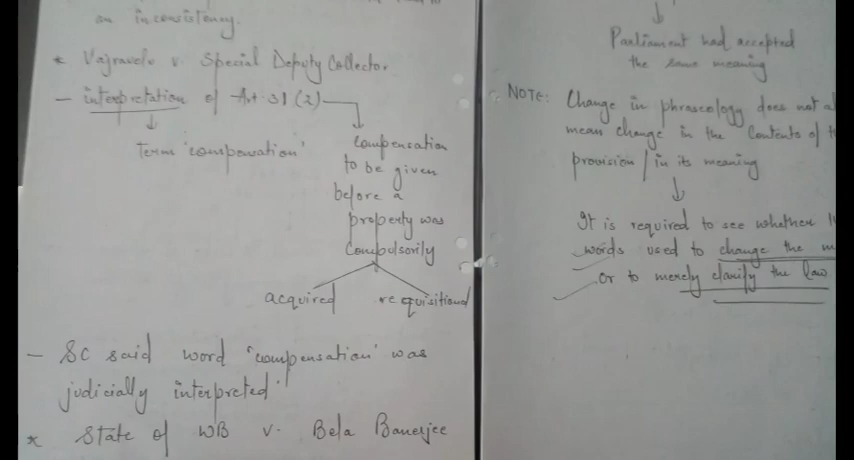 an inconsistency.
* Vajravelu v. Special Deputy Collector
- interpretation of Art. 31 (2)
Term 'compensation'
compensation
to be given
before a
property was
compulsorily
acquired requisitioned
- SC said word 'compensation' was
judicially interpreted
* State of WB v. Bela Banerjee
Parliament had accepted
the same meaning
NOTE: Change in phraseology does not
mean change in the contents of
provision / in its meaning
It is required to see whether
words used to change the
or to merely clarify the law